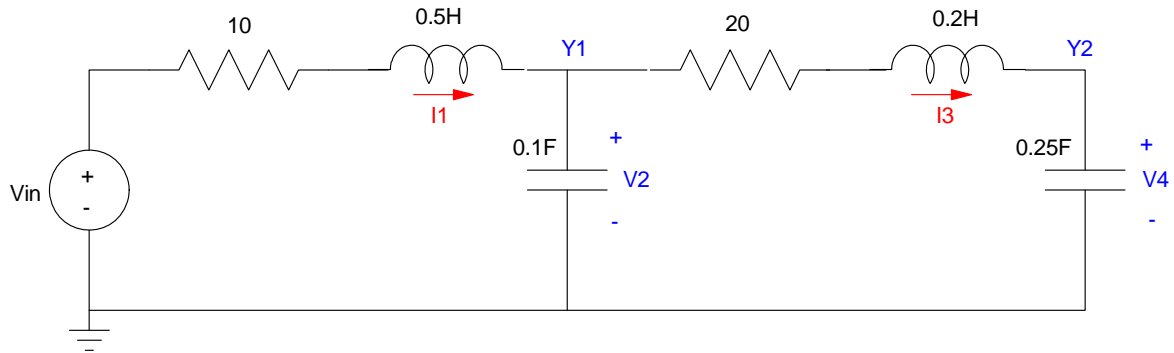 10
0.5H
Y1
20
0.2H
Y2
I1
I3
0.1F
+
V2
-
0.25F
+
V4
-
Vin
+
-